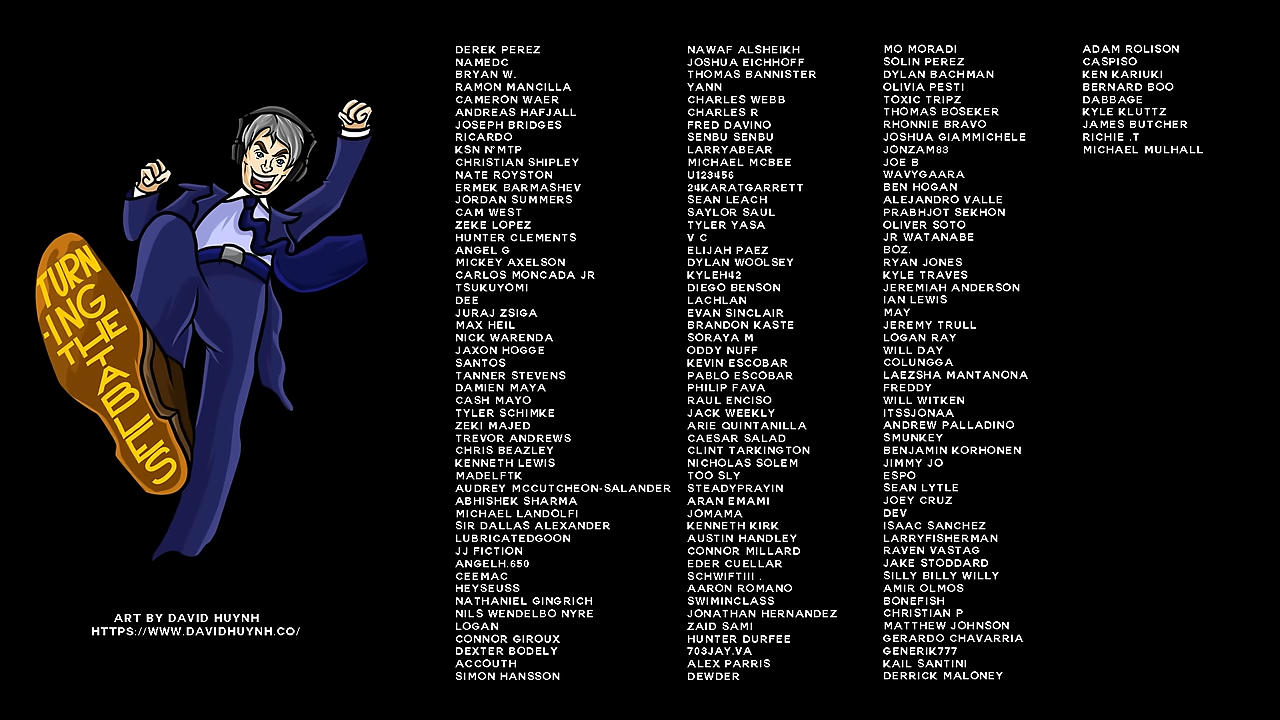 TURN
-ING
THE
TABLES
ART BY DAVID HUYNH
HTTPS://WWW.DAVIDHUYNH.CO/
DEREK PEREZ
NAMEDC
BRYAN W.
RAMON MANCILLA
CAMERON WAER
ANDREAS HAFJALL
JOSEPH BRIDGES
RICARDO
KSN N'MTP
CHRISTIAN SHIPLEY
NATE ROYSTON
ERMEK BARMASHEV
JORDAN SUMMERS
CAM WEST
ZEKE LOPEZ
HUNTER CLEMENTS
ANGEL G
MICKEY AXELSON
CARLOS MONCADA JR
TSUKUYOMI
DEE
JURAJ ZSIGA
MAX HEIL
NICK WARENDA
JAXON HOGGE
SANTOS
TANNER STEVENS
DAMIEN MAYA
CASH MAYO
TYLER SCHIMKE
ZEKI MAJED
TREVOR ANDREWS
CHRIS BEAZLEY
KENNETH LEWIS
MADELFTK
AUDREY MCCUTCHEON-SALANDER
ABHISHEK SHARMA
MICHAEL LANDOLFI
SIR DALLAS ALEXANDER
LUBRICATEDGOON
JJ FICTION
ANGELH.650
CEEMAC
HEYSEUSS
NATHANIEL GINGRICH
NILS WENDELBO NYRE
LOGAN
CONNOR GIROUX
DEXTER BODELY
ACCOUTH
SIMON HANSSON
NAWAF ALSHEIKH
JOSHUA EICHHOFF
THOMAS BANNISTER
YANN
CHARLES WEBB
CHARLES R
FRED DAVINO
SENBU SENBU
LARRYABEAR
MICHAEL MCBEE
U123456
24KARATGARRETT
SEAN LEACH
SAYLOR SAUL
TYLER YASA
V C
ELIJAH PAEZ
DYLAN WOOLSEY
KYLEH42
DIEGO BENSON
LACHLAN
EVAN SINCLAIR
BRANDON KASTE
SORAYA M
ODDY NUFF
KEVIN ESCOBAR
PABLO ESCOBAR
PHILIP FAVA
RAUL ENCISO
JACK WEEKLY
ARIE QUINTANILLA
CAESAR SALAD
CLINT TARKINGTON
NICHOLAS SOLEM
TOO SLY
STEADYPRAYIN
ARAN EMAMI
JOMAMA
KENNETH KIRK
AUSTIN HANDLEY
CONNOR MILLARD
EDER CUELLAR
SCHWIFTIII .
AARON ROMANO
SWIMINCLASS
JONATHAN HERNANDEZ
ZAID SAMI
HUNTER DURFEE
703JAY.VA
ALEX PARRIS
DEWDER
MO MORADI
SOLIN PEREZ
DYLAN BACHMAN
OLIVIA PESTI
TOXIC TRIPZ
THOMAS BOSEKER
RHONNIE BRAVO
JOSHUA GIAMMICHELE
JONZAM83
JOE B
WAVYGAARA
BEN HOGAN
ALEJANDRO VALLE
PRABHJOT SEKHON
OLIVER SOTO
JR WATANABE
BOZ.
RYAN JONES
KYLE TRAVES
JEREMIAH ANDERSON
IAN LEWIS
MAY
JEREMY TRULL
LOGAN RAY
WILL DAY
COLUNGGA
LAEZSHA MANTANONA
FREDDY
WILL WITKEN
ITSSJONAA
ANDREW PALLADINO
SMUNKEY
BENJAMIN KORHONEN
JIMMY JO
ESPO
SEAN LYTLE
JOEY CRUZ
DEV
ISAAC SANCHEZ
LARRYFISHERMAN
RAVEN VASTAG
JAKE STODDARD
SILLY BILLY WILLY
AMIR OLMOS
BONEFISH
CHRISTIAN P
MATTHEW JOHNSON
GERARDO CHAVARRIA
GENERIK777
KAIL SANTINI
DERRICK MALONEY
ADAM ROLISON
CASPISO
KEN KARIUKI
BERNARD BOO
DABBAGE
KYLE KLUTTZ
JAMES BUTCHER
RICHIE .T
MICHAEL MULHALL